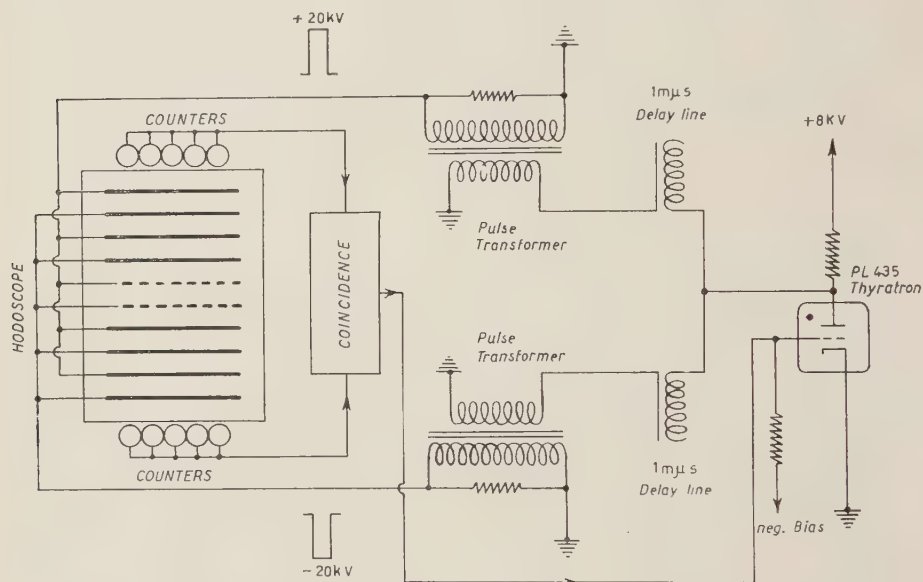 +20kV
COUNTERS
HODOSCOPE
COINCIDENCE
COUNTERS
-20kV
Pulse
Transformer
Pulse
Transformer
1mμs
Delay line
1mμs
Delay line
+8kV
PL 435
Thyratron
neg. Bias